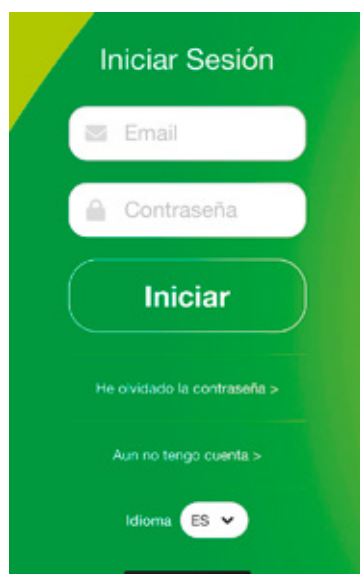 Iniciar Sesión
Email
Contraseña
Iniciar
He olvidado la contraseña >
Aun no tengo cuenta >
Idioma ES